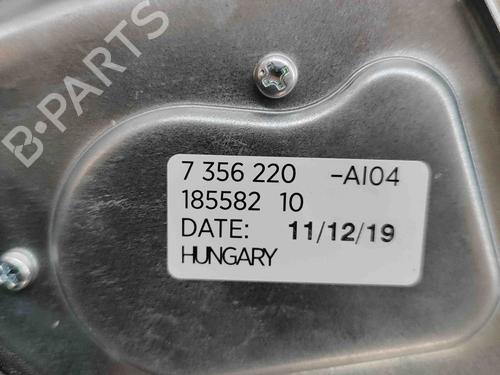 B-PARTS
7 356 220 -AI04
185582 10
DATE: 11/12/19
HUNGARY